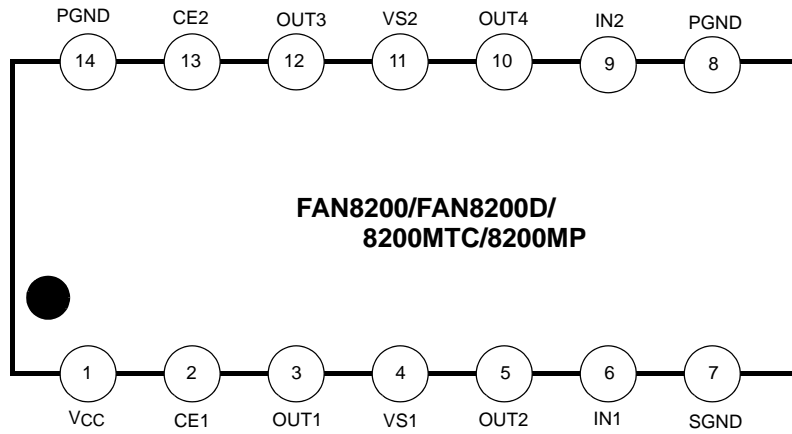 PGND CE2 OUT3 VS2 OUT4 IN2 PGND
14 13 12 11 10 9 8
FAN8200/FAN8200D/
8200MTC/8200MP
1 2 3 4 5 6 7
VCC CE1 OUT1 VS1 OUT2 IN1 SGND